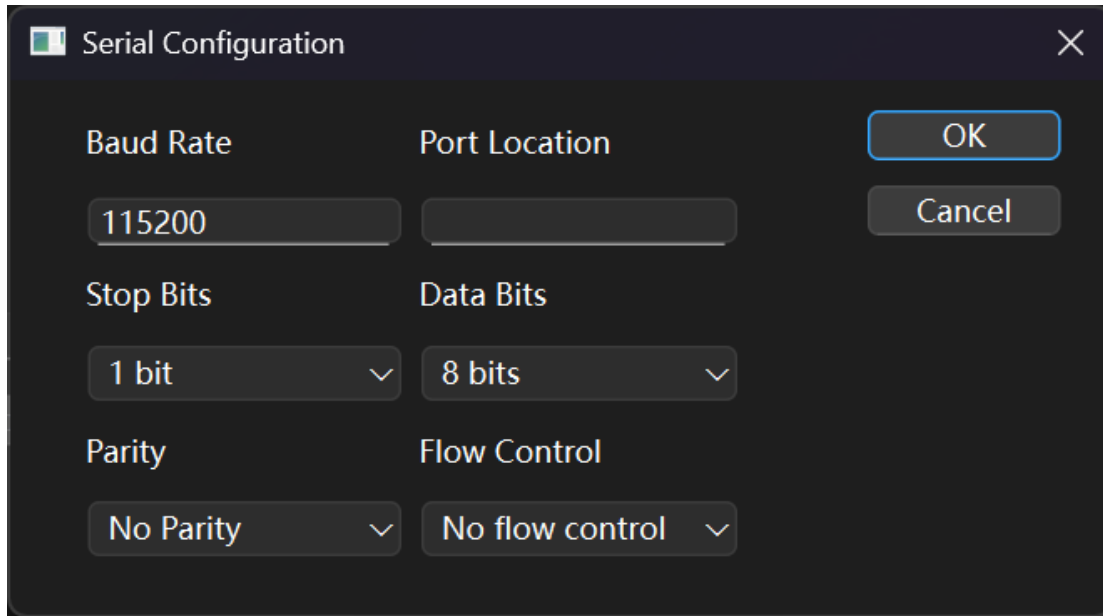 Serial Configuration
Baud Rate
Port Location
OK
115200
Cancel
Stop Bits
Data Bits
1 bit
8 bits
Parity
Flow Control
No Parity
No flow control